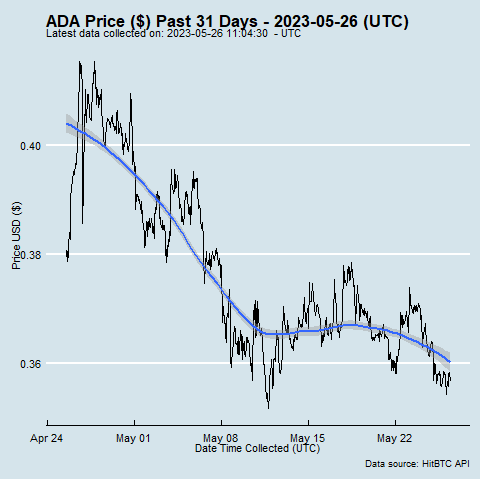 ADA Price ($) Past 31 Days - 2023-05-26 (UTC)
Latest data collected on: 2023-05-26 11:04:30 - UTC
0.40
0.38
0.36
Price USD ($)
Apr 24 May 01 May 08 May 15 May 22
Date Time Collected (UTC)
Data source: HitBTC API